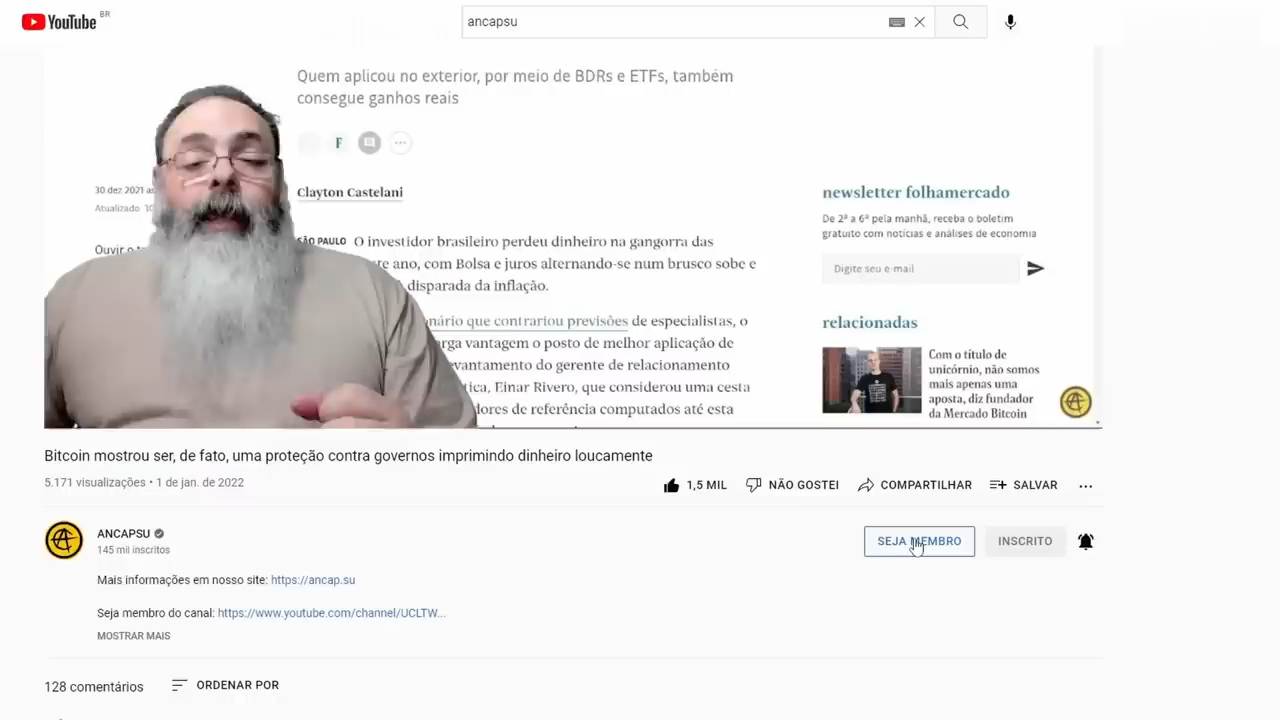 YouTube BR
ancapsu
Quem aplicou no exterior, por meio de BDRs e ETFs, também
consegue ganhos reais
F
30 dez 2021 às
Clayton Castelani
Atualizado
newsletter folhamercado
De 2ª a 6ª pela manhã, receba o boletim
gratuito com notícias e análises de economia
Digite seu e-mail
Ouvir o
SÃO PAULO O investidor brasileiro perdeu dinheiro na gangorra das
te ano, com Bolsa e juros alternando-se num brusco sobe e
disparada da inflação.
nário que contrariou previsões de especialistas, o
arga vantagem o posto de melhor aplicação de
evantamento do gerente de relacionamento
tica, Einar Rivero, que considerou uma cesta
dores de referência computados até esta
relacionadas
Com o título de
unicórnio, não somos
mais apenas uma
aposta, diz fundador
da Mercado Bitcoin
Bitcoin mostrou ser, de fato, uma proteção contra governos imprimindo dinheiro loucamente
5.171 visualizações • 1 de jan. de 2022
1,5 MIL NÃO GOSTEI COMPARTILHAR SALVAR ...
ANCAPSU
145 mil inscritos
SEJA MEMBRO INSCRITO
Mais informações em nosso site: https://ancap.su
Seja membro do canal: https://www.youtube.com/channel/UCLTW...
MOSTRAR MAIS
128 comentários ORDENAR POR